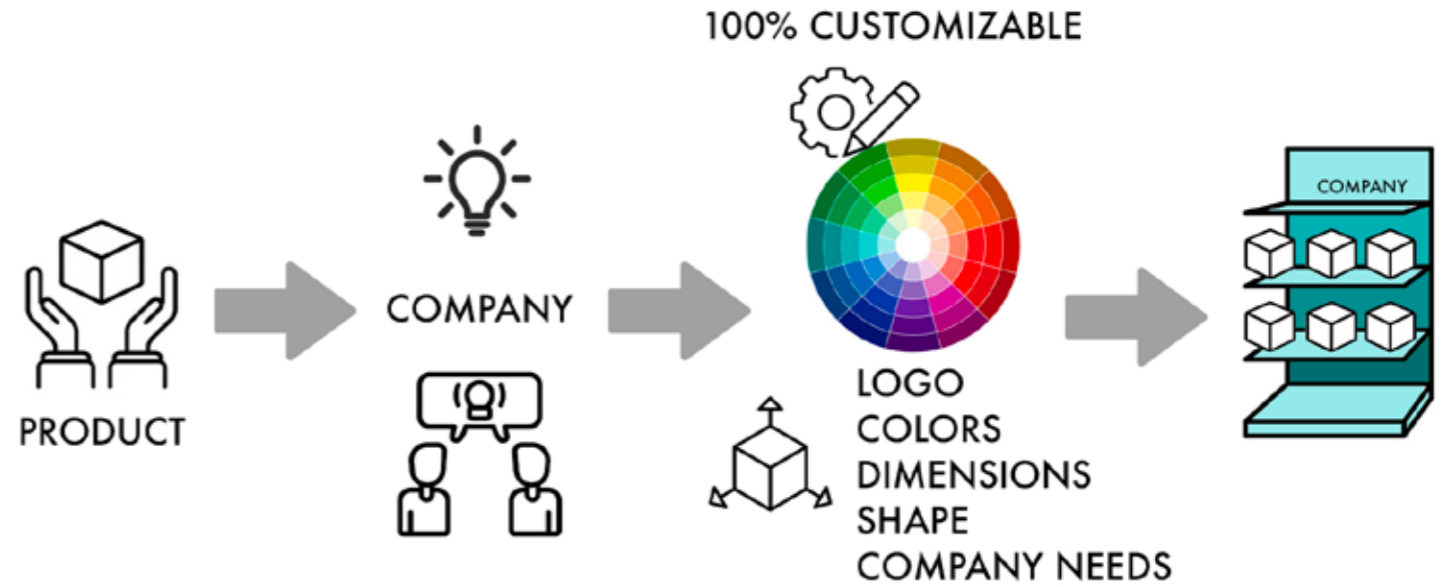 100% CUSTOMIZABLE
PRODUCT
COMPANY
LOGO
COLORS
DIMENSIONS
SHAPE
COMPANY NEEDS
COMPANY